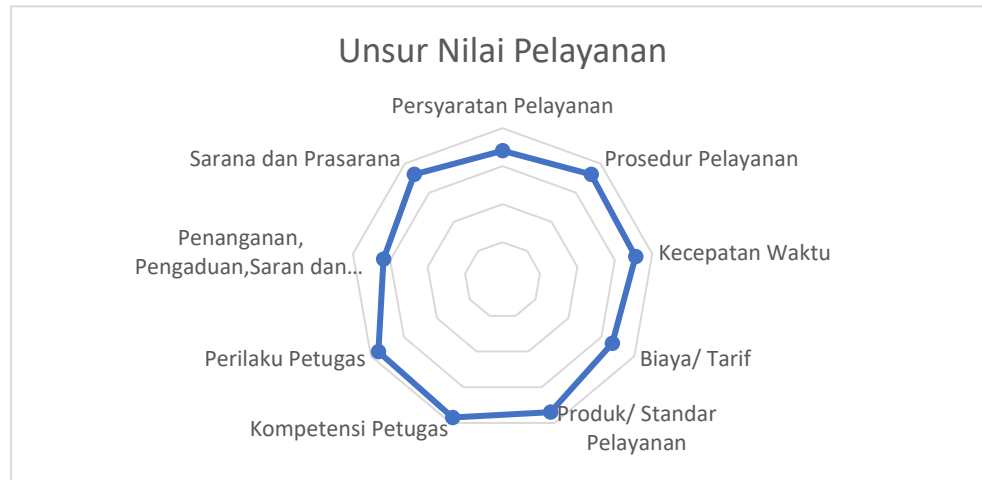 Unsur Nilai Pelayanan
Persyaratan Pelayanan
Prosedur Pelayanan
Kecepatan Waktu
Biaya/ Tarif
Produk/ Standar
Pelayanan
Kompetensi Petugas
Perilaku Petugas
Penanganan,
Pengaduan,Saran dan…
Sarana dan Prasarana